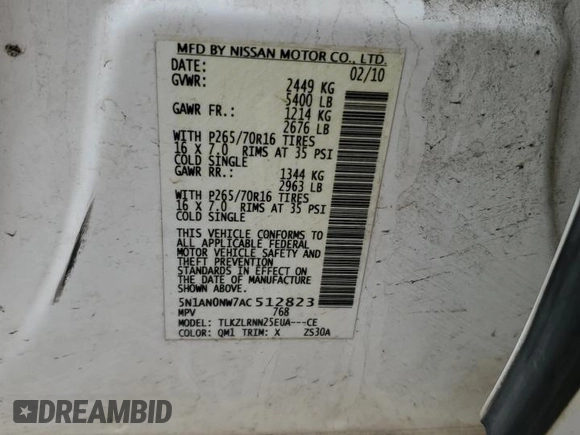 MFD BY NISSAN MOTOR CO., LTD.
DATE: 02/10
GVWR: 2449 KG
5400 LB
GAWR FR.: 1214 KG
2676 LB
WITH P265/70R16 TIRES
16 X 7.0 RIMS AT 35 PSI
COLD SINGLE
GAWR RR.: 1344 KG
2963 LB
WITH P265/70R16 TIRES
16 X 7.0 RIMS AT 35 PSI
COLD SINGLE
THIS VEHICLE CONFORMS TO
ALL APPLICABLE FEDERAL
MOTOR VEHICLE SAFETY AND
THEFT PREVENTION
STANDARDS IN EFFECT ON
THE DATE OF MANUFACTURE
SHOWN ABOVE.
5N1AN0NW7AC512823
MPV 768
MODEL: TLKZLRNN25EUA---CE
COLOR: QM1 TRIM: X ZS30A
DREAMBID